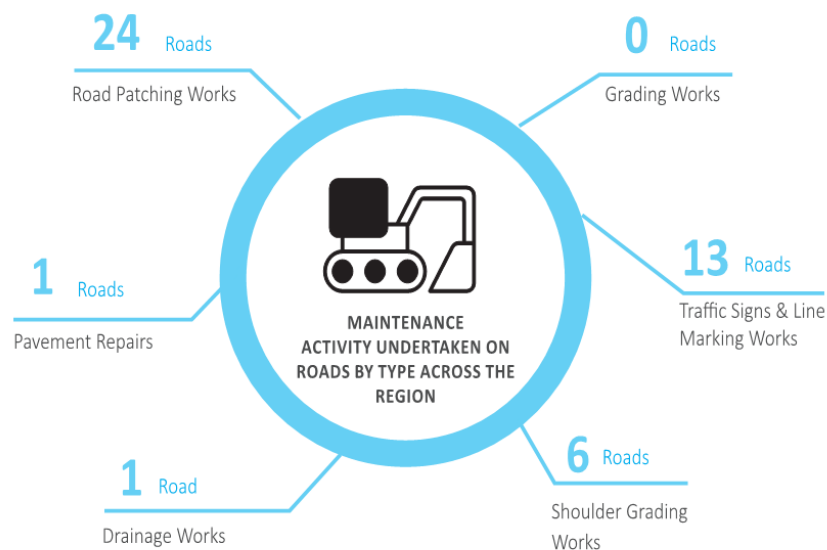 24 Roads
Road Patching Works
0 Roads
Grading Works
1 Roads
Pavement Repairs
13 Roads
Traffic Signs & Line
Marking Works
MAINTENANCE
ACTIVITY UNDERTAKEN ON
ROADS BY TYPE ACROSS THE
REGION
1 Road
Drainage Works
6 Roads
Shoulder Grading
Works